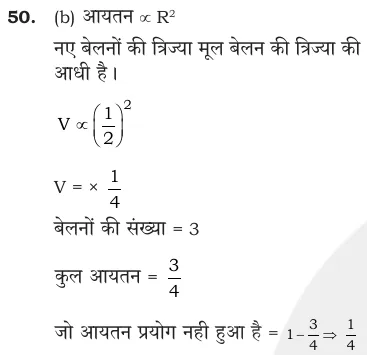 50. (b) आयतन ∝ R²
नए बेलनों की त्रिज्या मूल बेलन की त्रिज्या की
आधी है।
V ∝ (1/2)²
V = × 1/4
बेलनों की संख्या = 3
कुल आयतन = 3/4
जो आयतन प्रयोग नही हुआ है = 1 − 3/4 ⇒ 1/4